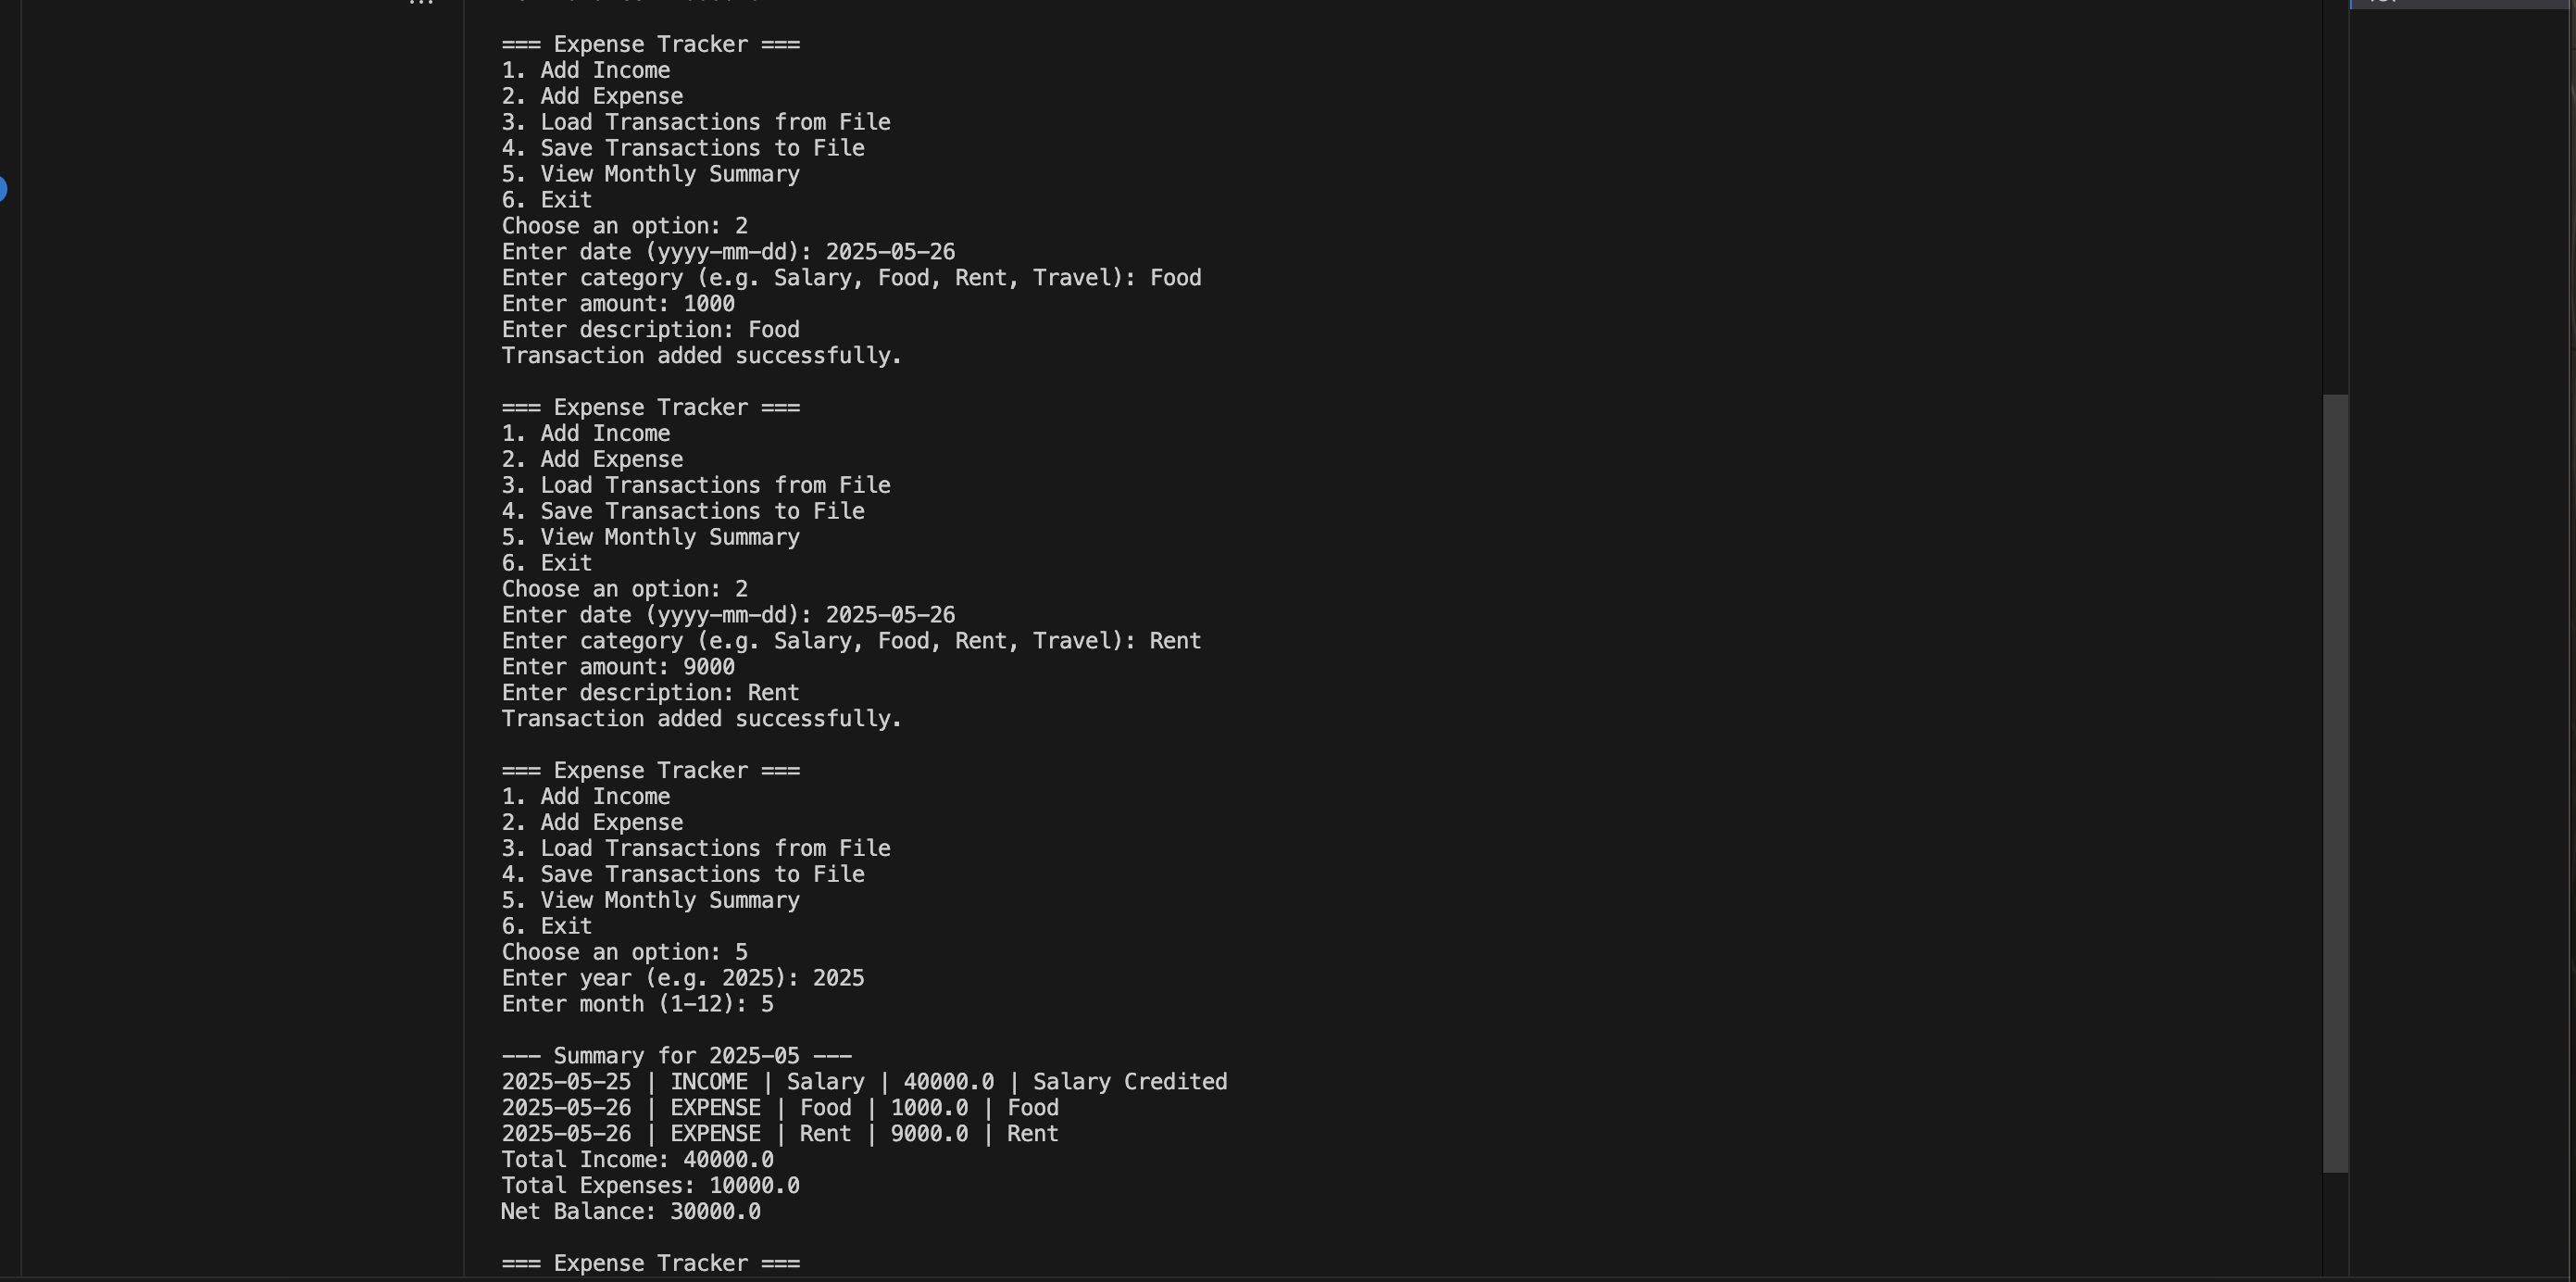 === Expense Tracker ===
1. Add Income
2. Add Expense
3. Load Transactions from File
4. Save Transactions to File
5. View Monthly Summary
6. Exit
Choose an option: 2
Enter date (yyyy-mm-dd): 2025-05-26
Enter category (e.g. Salary, Food, Rent, Travel): Food
Enter amount: 1000
Enter description: Food
Transaction added successfully.

=== Expense Tracker ===
1. Add Income
2. Add Expense
3. Load Transactions from File
4. Save Transactions to File
5. View Monthly Summary
6. Exit
Choose an option: 2
Enter date (yyyy-mm-dd): 2025-05-26
Enter category (e.g. Salary, Food, Rent, Travel): Rent
Enter amount: 9000
Enter description: Rent
Transaction added successfully.

=== Expense Tracker ===
1. Add Income
2. Add Expense
3. Load Transactions from File
4. Save Transactions to File
5. View Monthly Summary
6. Exit
Choose an option: 5
Enter year (e.g. 2025): 2025
Enter month (1-12): 5

--- Summary for 2025-05 ---
2025-05-25 | INCOME | Salary | 40000.0 | Salary Credited
2025-05-26 | EXPENSE | Food | 1000.0 | Food
2025-05-26 | EXPENSE | Rent | 9000.0 | Rent
Total Income: 40000.0
Total Expenses: 10000.0
Net Balance: 30000.0

=== Expense Tracker ===